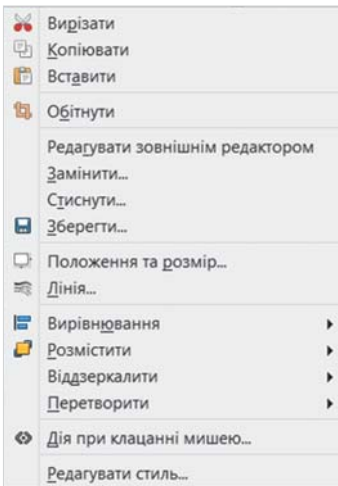 Вирізати
Копіювати
Вставити
Обітнути
Редагувати зовнішнім редактором
Замінити...
Стиснути...
Зберегти...
Положення та розмір...
Лінія...
Вирівнювання
Розмістити
Віддзеркалити
Перетворити
Дія при клацанні мишею...
Редагувати стиль...